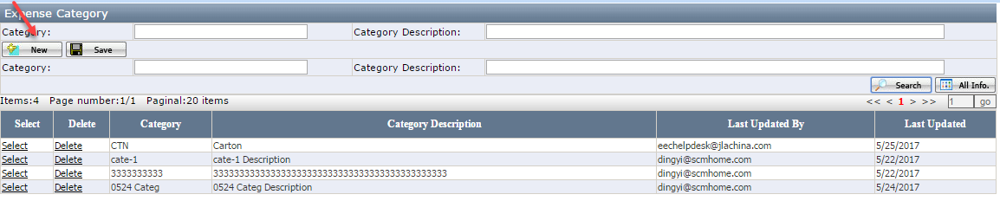 Expense Category
Category: Category Description:
New Save
Category: Category Description:
Search All Info.
Items:4 Page number:1/1 Paginal:20 items << < 1 > >> 1 go
Select Delete Category Category Description Last Updated By Last Updated
Select Delete CTN Carton eechelpdesk@jlachina.com 5/25/2017
Select Delete cate-1 cate-1 Description dingyi@scmhome.com 5/22/2017
Select Delete 3333333333 33333333333333333333333333333333333333333333333333 dingyi@scmhome.com 5/22/2017
Select Delete 0524 Categ 0524 Categ Description dingyi@scmhome.com 5/24/2017